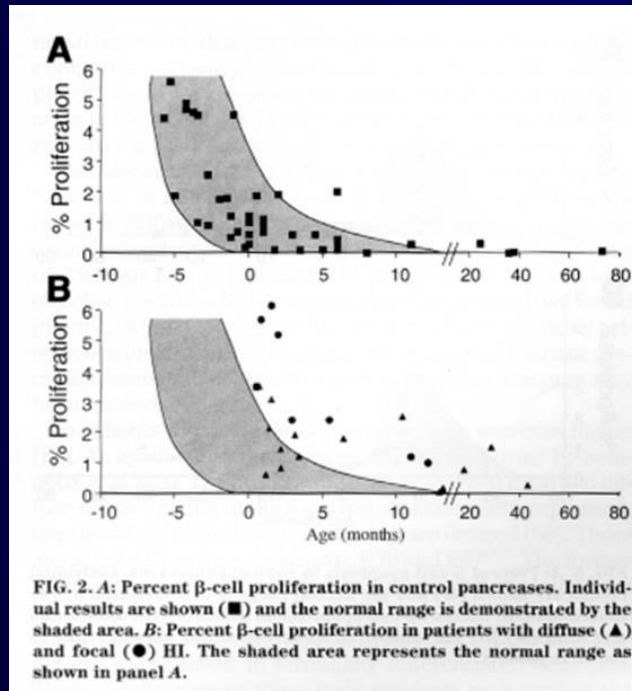 A
% Proliferation
6
5
4
3
2
1
0
-10 -5 0 5 10 20 40 60 80
B
% Proliferation
6
5
4
3
2
1
0
-10 -5 0 5 10 20 40 60 80
Age (months)
FIG. 2. A: Percent β-cell proliferation in control pancreases. Individ-
ual results are shown (■) and the normal range is demonstrated by the
shaded area. B: Percent β-cell proliferation in patients with diffuse (▲)
and focal (●) HI. The shaded area represents the normal range as
shown in panel A.